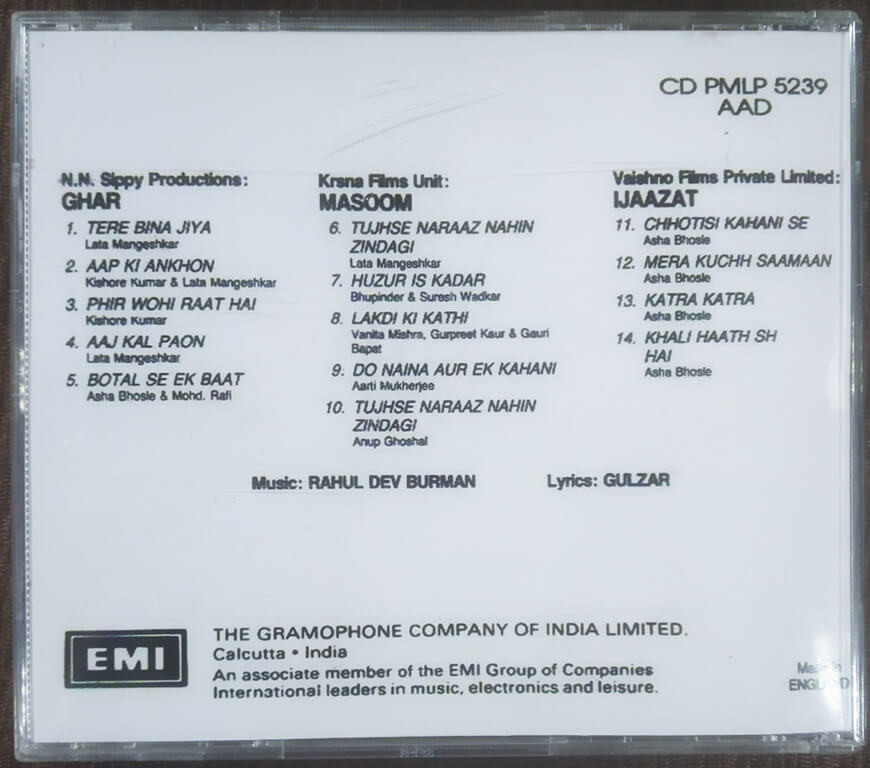 CD PMLP 5239
AAD
N.N. Sippy Productions:
GHAR
1. TERE BINA JIYA
Lata Mangeshkar
2. AAP KI ANKHON
Kishore Kumar & Lata Mangeshkar
3. PHIR WOHI RAAT HAI
Kishore Kumar
4. AAJ KAL PAON
Lata Mangeshkar
5. BOTAL SE EK BAAT
Asha Bhosle & Mohd. Rafi
Krsna Films Unit:
MASOOM
6. TUJHSE NARAAZ NAHIN
ZINDAGI
Lata Mangeshkar
7. HUZUR IS KADAR
Bhupinder & Suresh Wadkar
8. LAKDI KI KATHI
Vanita Mishra, Gurpreet Kaur & Gauri
Bapat
9. DO NAINA AUR EK KAHANI
Aarti Mukherjee
10. TUJHSE NARAAZ NAHIN
ZINDAGI
Anup Ghoshal
Vaishno Films Private Limited:
IJAAZAT
11. CHHOTISI KAHANI SE
Asha Bhosle
12. MERA KUCHH SAAMAAN
Asha Bhosle
13. KATRA KATRA
Asha Bhosle
14. KHALI HAATH SH
HAI
Asha Bhosle
Music: RAHUL DEV BURMAN Lyrics: GULZAR
EMI
THE GRAMOPHONE COMPANY OF INDIA LIMITED.
Calcutta • India
An associate member of the EMI Group of Companies
International leaders in music, electronics and leisure.
Made in
ENGLAND